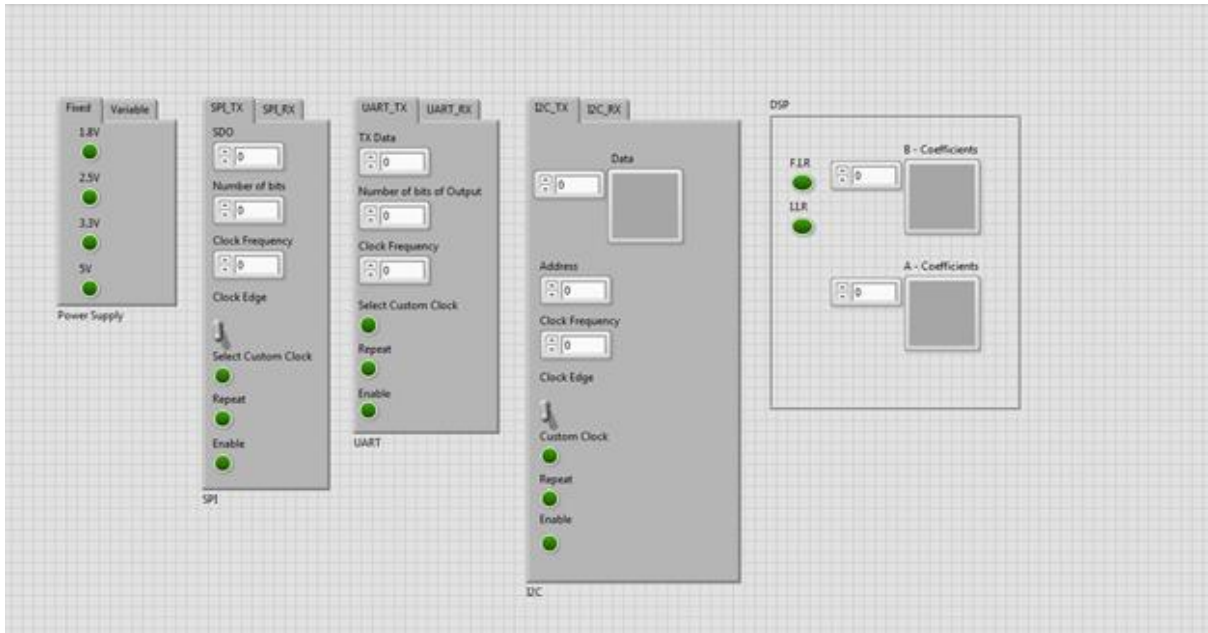 Fixed Variable
1.8V
2.5V
3.3V
5V
Power Supply
SPI_TX SPI_RX
SDO
0
Number of bits
0
Clock Frequency
0
Clock Edge
Select Custom Clock
Repeat
Enable
SPI
UART_TX UART_RX
TX Data
0
Number of bits of Output
0
Clock Frequency
0
Select Custom Clock
Repeat
Enable
UART
I2C_TX I2C_RX
Data
0
Address
0
Clock Frequency
0
Clock Edge
Custom Clock
Repeat
Enable
I2C
DSP
F.I.R
I.I.R
B - Coefficients
0
A - Coefficients
0